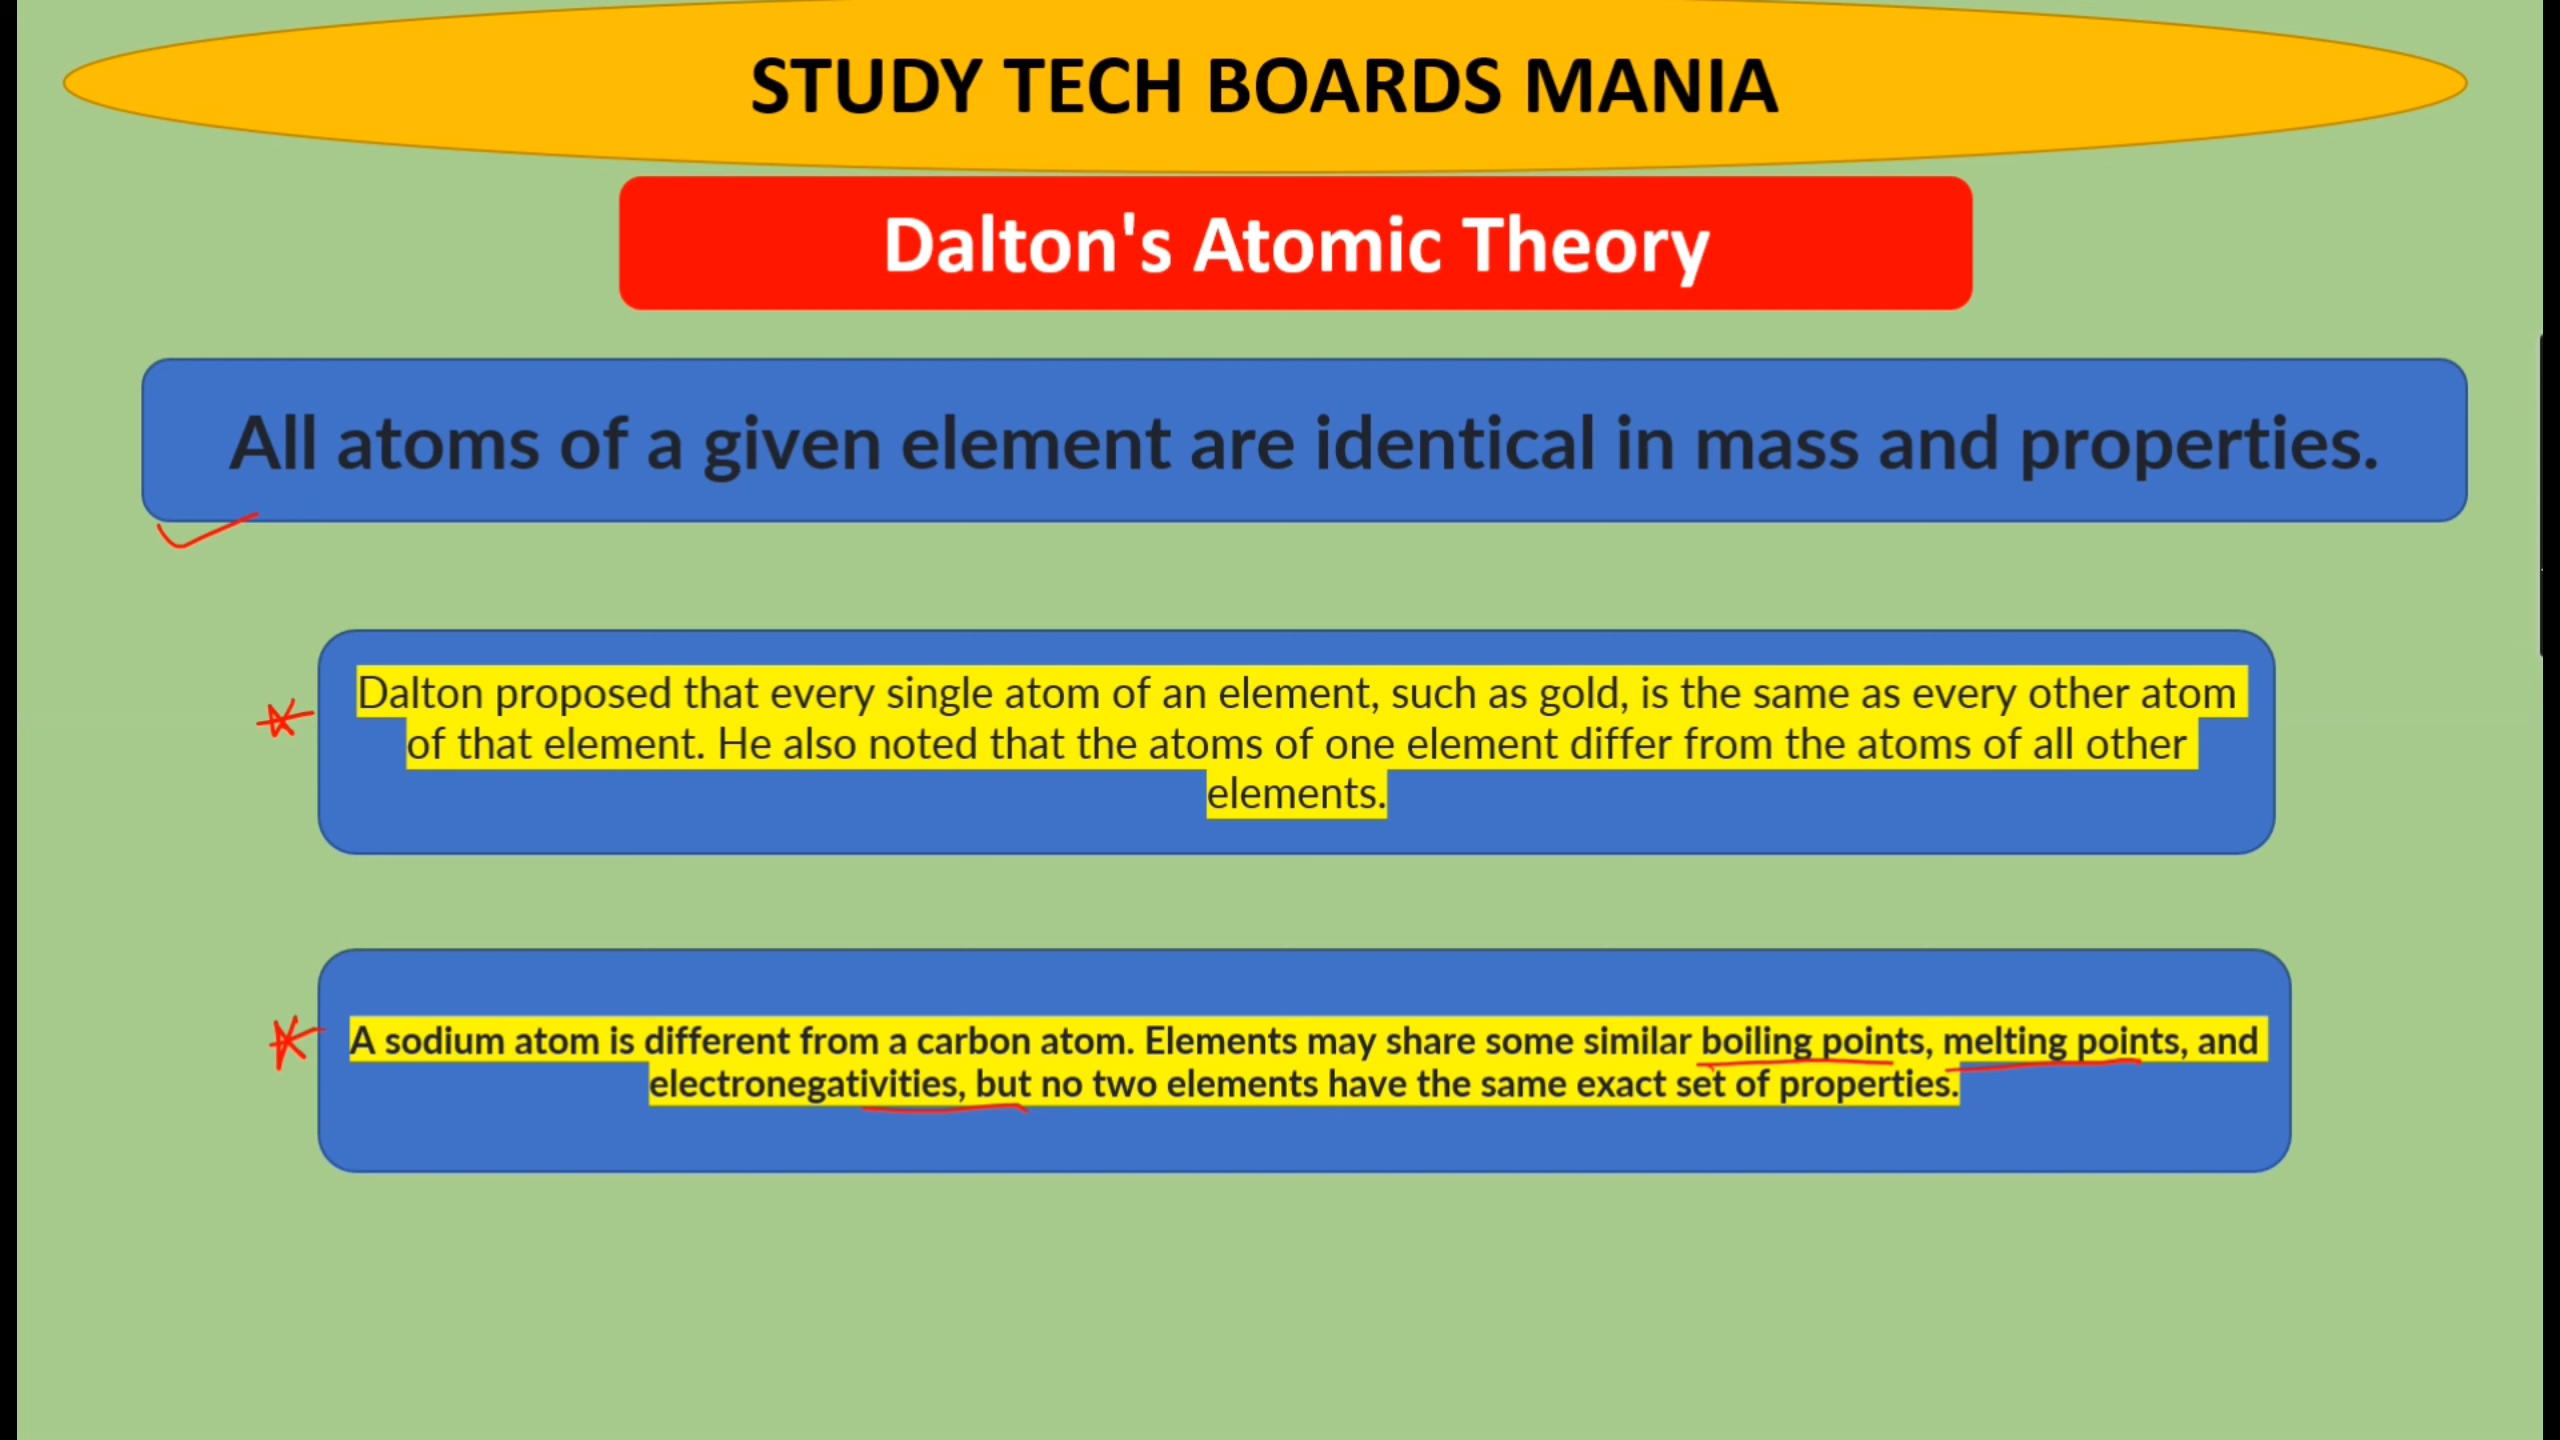 STUDY TECH BOARDS MANIA
Dalton's Atomic Theory
All atoms of a given element are identical in mass and properties.
Dalton proposed that every single atom of an element, such as gold, is the same as every other atom
of that element. He also noted that the atoms of one element differ from the atoms of all other
elements.
A sodium atom is different from a carbon atom. Elements may share some similar boiling points, melting points, and
electronegativities, but no two elements have the same exact set of properties.